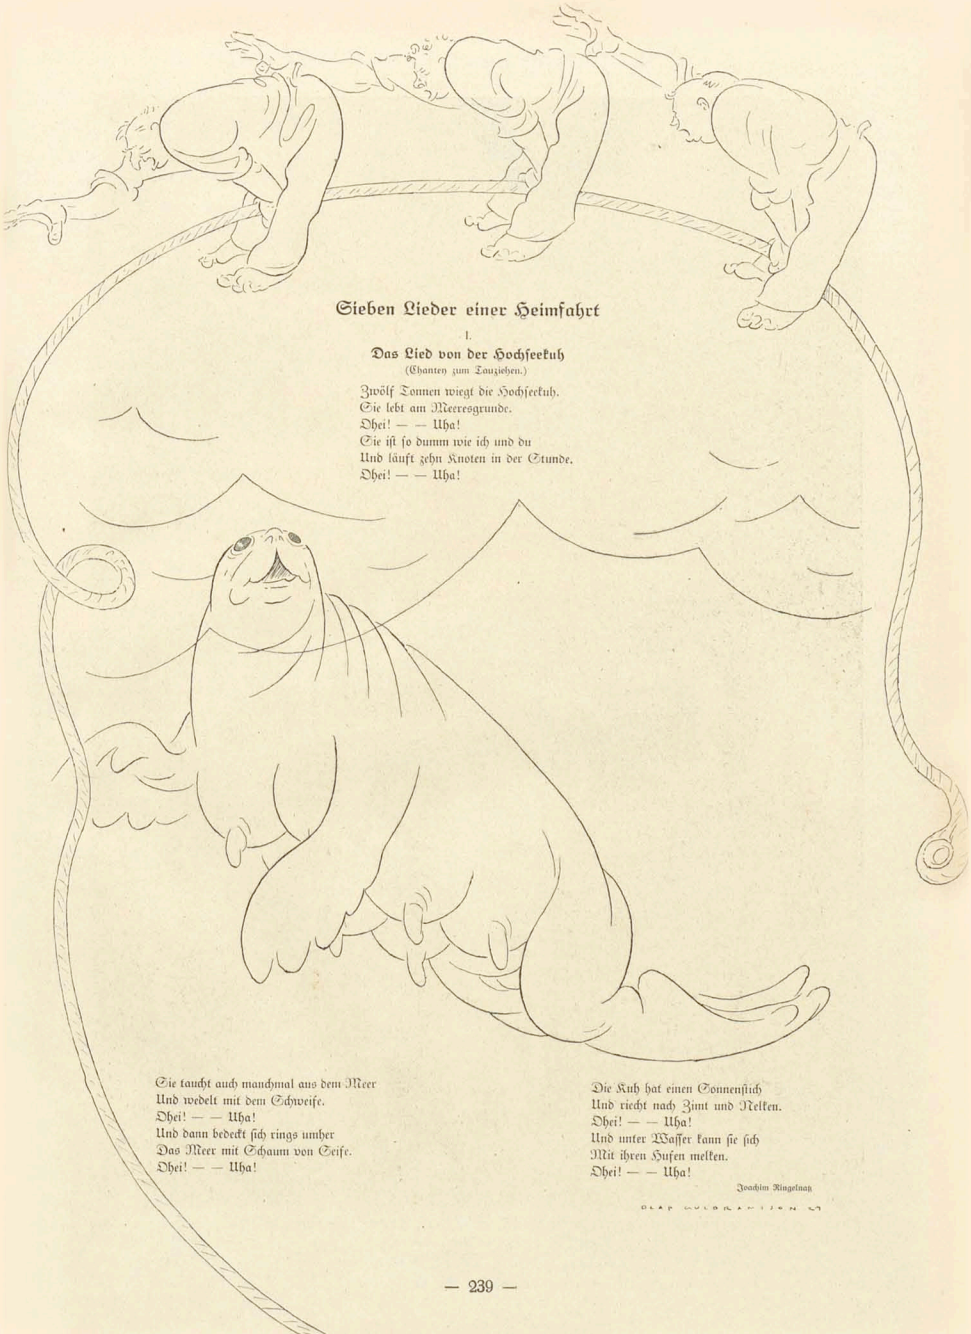 Sieben Lieder einer Heimfahrt
I.
Das Lied von der Hochseekuh
(Chanten zum Tauziehen.)
Zwölf Tonnen wiegt die Hochseekuh.
Sie lebt am Meeresgrunde.
Ohei! — — Uha!
Sie ist so dumm wie ich und du
Und läuft zehn Knoten in der Stunde.
Ohei! — — Uha!
Sie taucht auch manchmal aus dem Meer
Und wedelt mit dem Schweife.
Ohei! — — Uha!
Und dann bedeckt sich rings umher
Das Meer mit Schaum von Seife.
Ohei! — — Uha!
Die Kuh hat einen Sonnenstich
Und riecht nach Zimt und Nelken.
Ohei! — — Uha!
Und unter Wasser kann sie sich
Mit ihren Hufen melken.
Ohei! — — Uha!
Joachim Ringelnatz
OLAF GULBRANSSON
— 239 —